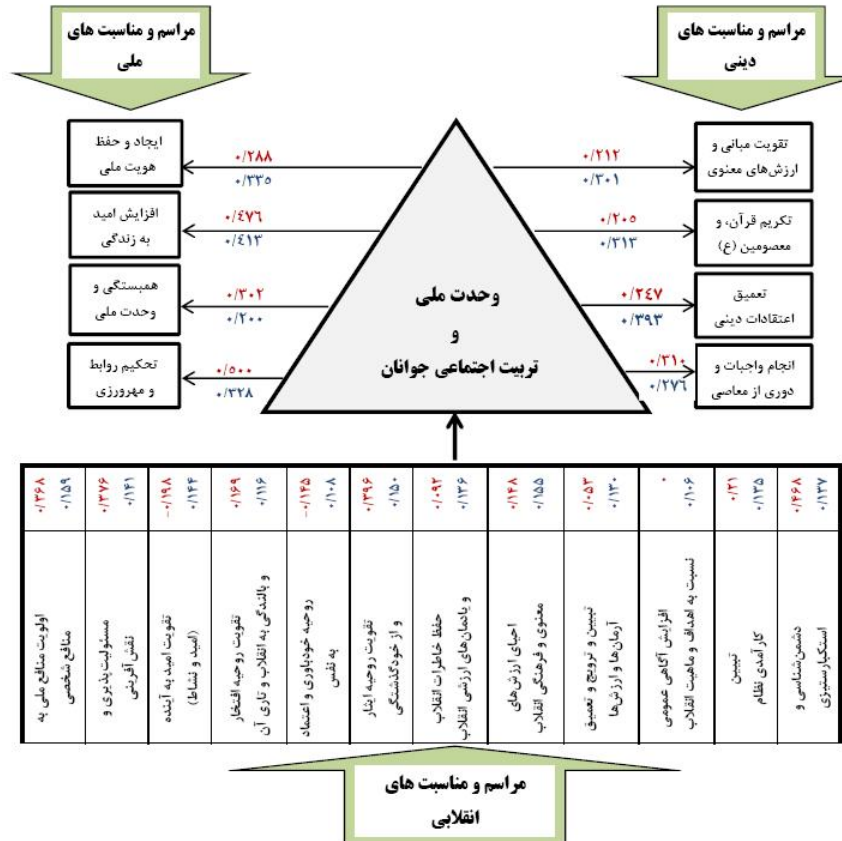 مراسم و مناسبت های
دینی
مراسم و مناسبت های
ملی
تقویت مبانی و
ارزش‌های معنوی
۰/۲۱۲
۰/۳۰۱
تکریم قرآن، و
معصومین (ع)
۰/۲۰۵
۰/۳۱۳
تعمیق
اعتقادات دینی
۰/۲٤۷
۰/۳۹۳
انجام واجبات و
دوری از معاصی
۰/۳۱۰
۰/۲۷٦
ایجاد و حفظ
هویت ملی
۰/۲۸۸
۰/۳۳۵
افزایش امید
به زندگی
۰/٤۷٦
۰/٤۱۳
همبستگی و
وحدت ملی
۰/۳۰۲
۰/۲۰۰
تحکیم روابط
و مهرورزی
۰/۵۰۰
۰/۳۲۸
وحدت ملی
و
تربیت اجتماعی جوانان
۰/۴۶۸
۰/۱۳۷
دشمن‌شناسی و
استکبارستیزی
۰/۲۱
۰/۱۳۵
تبیین
کارآمدی نظام
۰
۰/۱۰۶
افزایش آگاهی عمومی
نسبت به اهداف و ماهیت انقلاب
۰/۰۵۳
۰/۱۳۰
تبیین و ترویج و تعمیق
آرمان‌ها و ارزش‌ها
۰/۱۴۸
۰/۱۵۵
احیای ارزش‌های
معنوی و فرهنگی انقلاب
۰/۰۹۲
۰/۱۳۶
حفظ خاطرات انقلاب
و یادمان‌های ارزشی انقلاب
۰/۳۹۶
۰/۱۵۰
تقویت روحیه ایثار
و از خودگذشتگی
-۰/۱۴۵
۰/۱۰۸
روحیه خودباوری و اعتماد
به نفس
۰/۱۶۹
۰/۱۱۶
تقویت روحیه افتخار
و بالندگی به انقلاب و تاری آن
-۰/۱۹۸
۰/۱۴۴
تقویت امید به آینده
(امید و نشاط)
۰/۳۷۶
۰/۱۴۱
مسئولیت‌پذیری و
نقش‌آفرینی
۰/۳۶۸
۰/۱۵۹
اولویت منافع ملی به
منافع شخصی
مراسم و مناسبت های
انقلابی